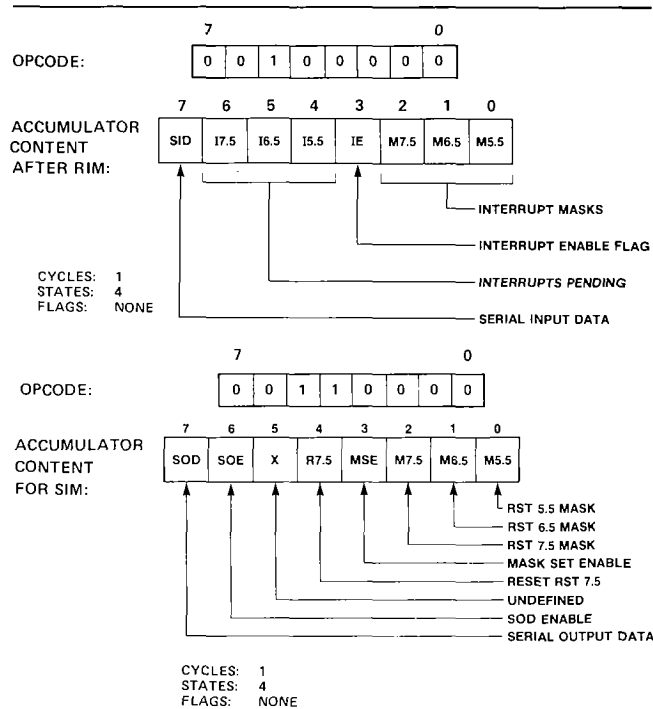 7 0
OPCODE: 0 0 1 0 0 0 0 0
7 6 5 4 3 2 1 0
ACCUMULATOR
CONTENT
AFTER RIM:
SID I7.5 I6.5 I5.5 IE M7.5 M6.5 M5.5
INTERRUPT MASKS
INTERRUPT ENABLE FLAG
INTERRUPTS PENDING
SERIAL INPUT DATA
CYCLES: 1
STATES: 4
FLAGS: NONE
7 0
OPCODE: 0 0 1 1 0 0 0 0
7 6 5 4 3 2 1 0
ACCUMULATOR
CONTENT
FOR SIM:
SOD SOE X R7.5 MSE M7.5 M6.5 M5.5
RST 5.5 MASK
RST 6.5 MASK
RST 7.5 MASK
MASK SET ENABLE
RESET RST 7.5
UNDEFINED
SOD ENABLE
SERIAL OUTPUT DATA
CYCLES: 1
STATES: 4
FLAGS: NONE